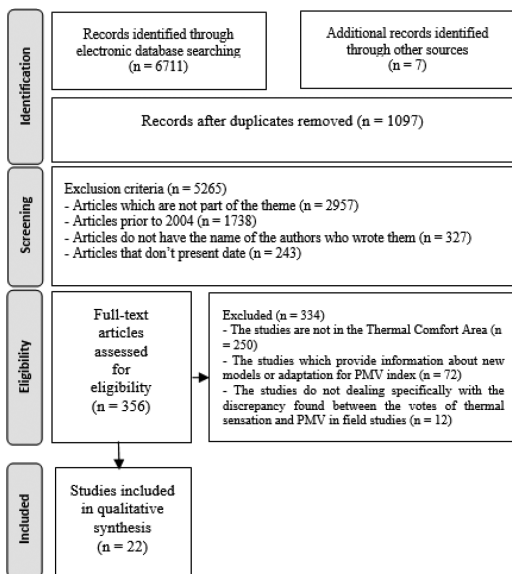 Identification
Records identified through
electronic database searching
(n = 6711)
Additional records identified
through other sources
(n = 7)
Records after duplicates removed (n = 1097)
Screening
Exclusion criteria (n = 5265)
- Articles which are not part of the theme (n = 2957)
- Articles prior to 2004 (n = 1738)
- Articles do not have the name of the authors who wrote them (n = 327)
- Articles that don't present date (n = 243)
Eligibility
Full-text
articles
assessed
for
eligibility
(n = 356)
Excluded (n = 334)
- The studies are not in the Thermal Comfort Area (n
= 250)
- The studies which provide information about new
models or adaptation for PMV index (n = 72)
- The studies do not dealing specifically with the
discrepancy found between the votes of thermal
sensation and PMV in field studies (n = 12)
Included
Studies included
in qualitative
synthesis
(n = 22)